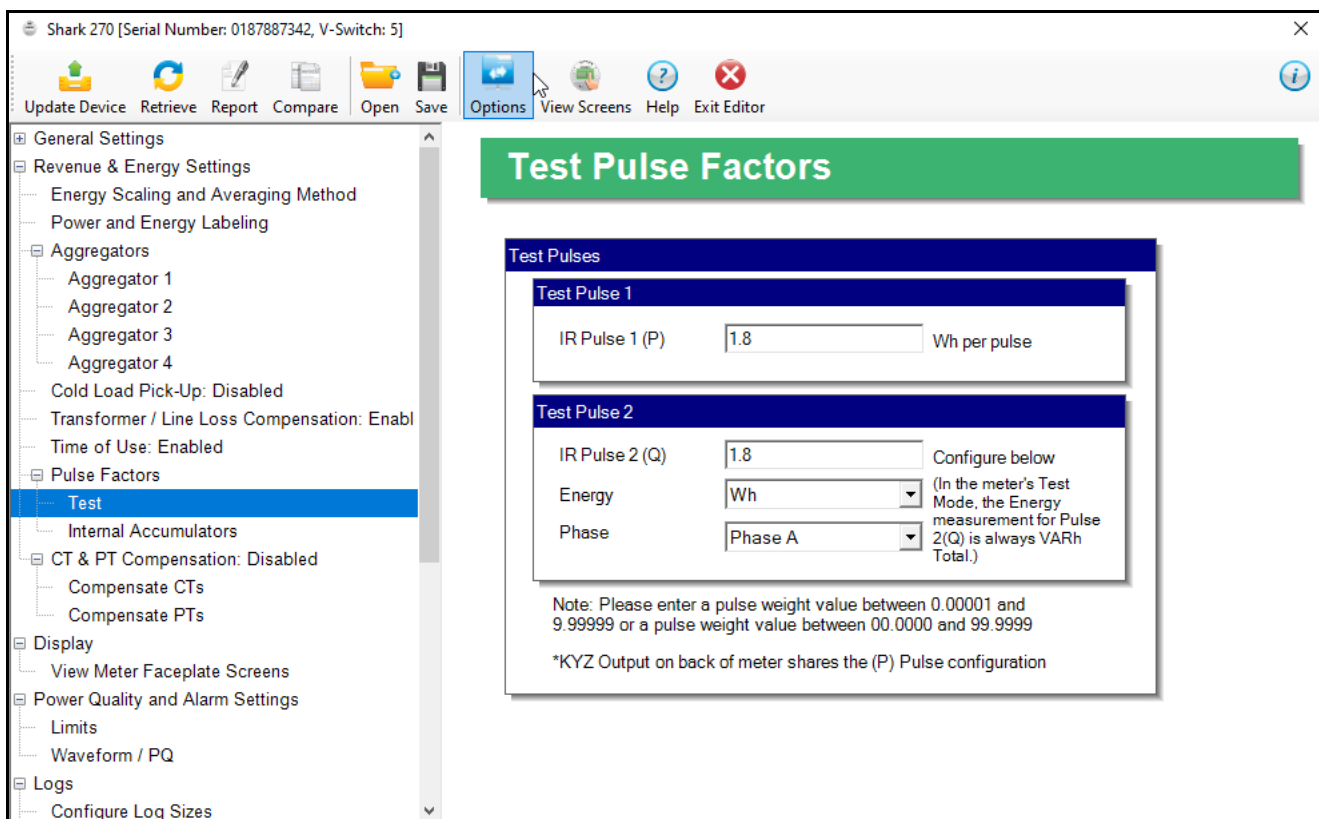 Shark 270 [Serial Number: 0187887342, V-Switch: 5]
Update Device Retrieve Report Compare Open Save Options View Screens Help Exit Editor
General Settings
Revenue & Energy Settings
Energy Scaling and Averaging Method
Power and Energy Labeling
Aggregators
Aggregator 1
Aggregator 2
Aggregator 3
Aggregator 4
Cold Load Pick-Up: Disabled
Transformer / Line Loss Compensation: Enabl
Time of Use: Enabled
Pulse Factors
Test
Internal Accumulators
CT & PT Compensation: Disabled
Compensate CTs
Compensate PTs
Display
View Meter Faceplate Screens
Power Quality and Alarm Settings
Limits
Waveform / PQ
Logs
Configure Log Sizes
Test Pulse Factors
Test Pulses
Test Pulse 1
IR Pulse 1 (P) 1.8 Wh per pulse
Test Pulse 2
IR Pulse 2 (Q) 1.8 Configure below
Energy Wh
Phase Phase A
(In the meter's Test
Mode, the Energy
measurement for Pulse
2(Q) is always VARh
Total.)
Note: Please enter a pulse weight value between 0.00001 and
9.99999 or a pulse weight value between 00.0000 and 99.9999
*KYZ Output on back of meter shares the (P) Pulse configuration